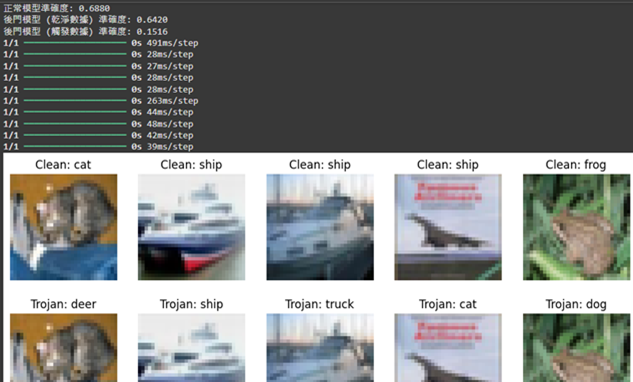 正常模型準確度: 0.6880
後門模型 (乾淨數據) 準確度: 0.6420
後門模型 (觸發數據) 準確度: 0.1516
1/1 0s 491ms/step
1/1 0s 28ms/step
1/1 0s 27ms/step
1/1 0s 28ms/step
1/1 0s 28ms/step
1/1 0s 263ms/step
1/1 0s 44ms/step
1/1 0s 48ms/step
1/1 0s 42ms/step
1/1 0s 39ms/step
Clean: cat Clean: ship Clean: ship Clean: ship Clean: frog
Trojan: deer Trojan: ship Trojan: truck Trojan: cat Trojan: dog